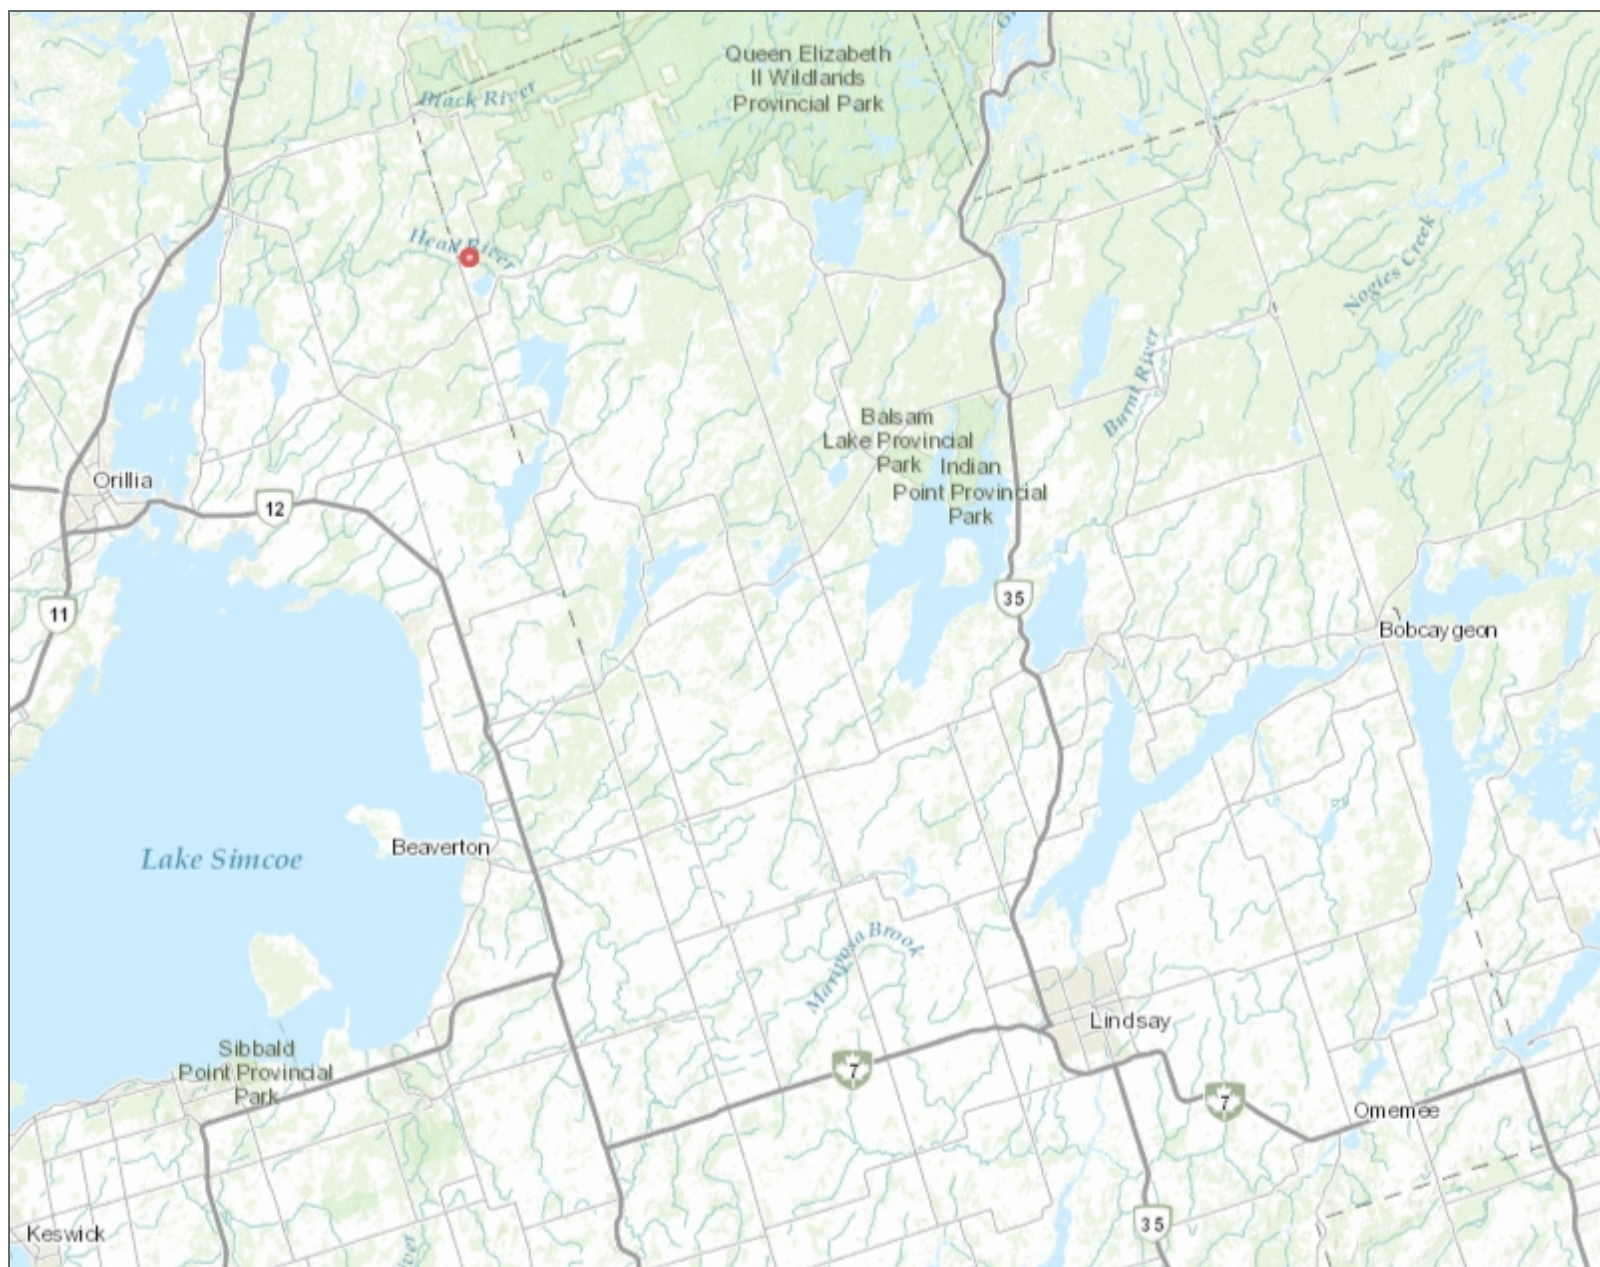 Queen Elizabeth
II Wildlands
Provincial Park
Black River
Head River
Nogies Creek
Burnt River
Balsam
Lake Provincial
Park
Indian
Point Provincial
Park
Orillia
12
11
35
Bobcaygeon
Lake Simcoe
Beaverton
Mariposa Brook
Lindsay
Sibbald
Point Provincial
Park
7
7
Omemee
35
Keswick